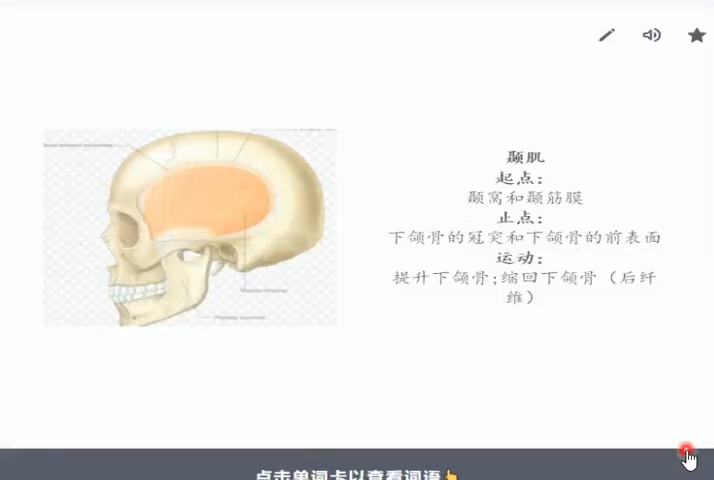 颞肌
起点：
颞窝和颞筋膜
止点：
下颌骨的冠突和下颌骨的前表面
运动：
提升下颌骨;缩回下颌骨（后纤
维）
点击单词卡以查看词语👆